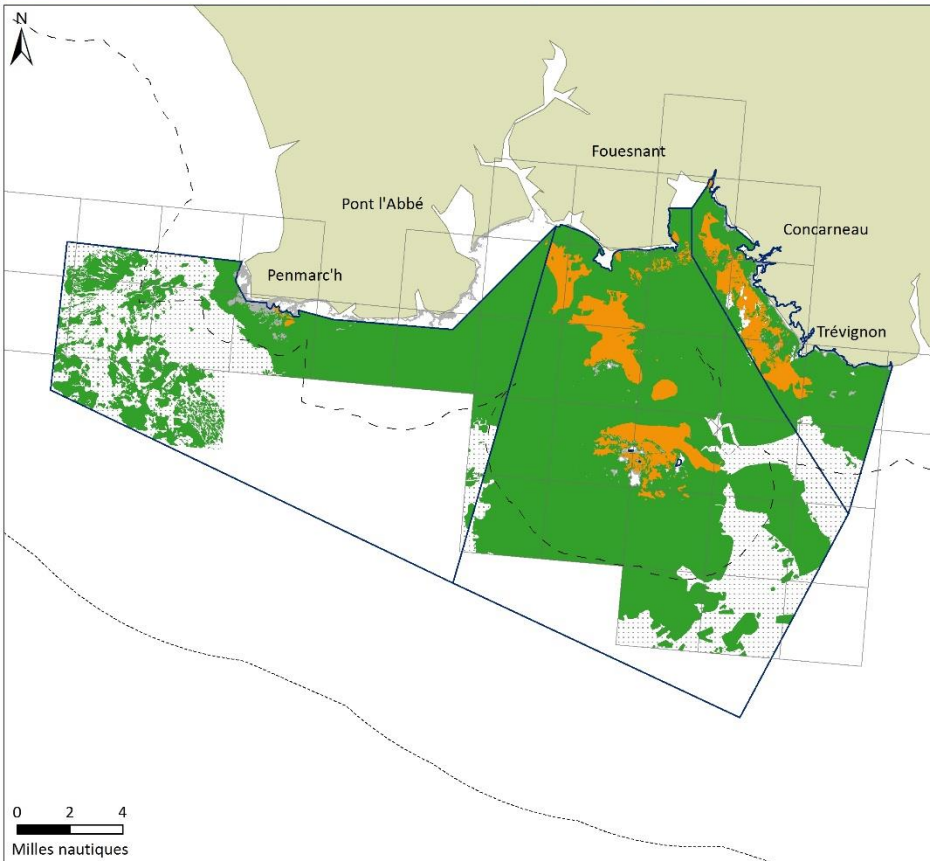 N
Fouesnant
Pont l'Abbé
Concarneau
Penmarc'h
Trévignon
0 2 4
Milles nautiques